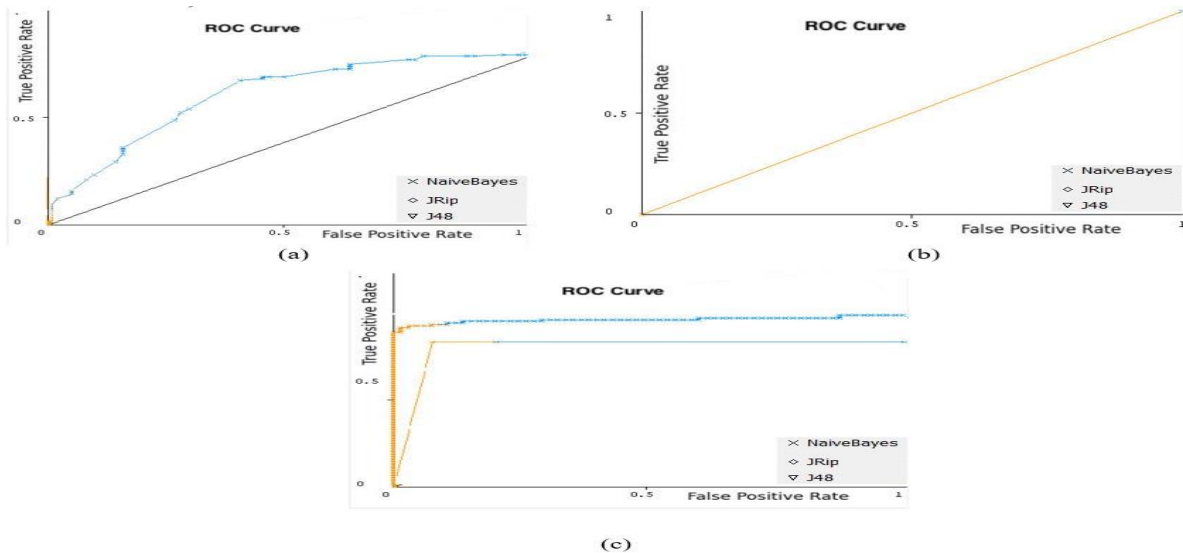 ROC Curve
True Positive Rate
0.5
0
NaiveBayes
JRip
J48
0
0.5
1
False Positive Rate
(a)
1
ROC Curve
True Positive Rate
0.5
0
NaiveBayes
JRip
J48
0
0.5
1
False Positive Rate
(b)
ROC Curve
True Positive Rate
0.5
0
NaiveBayes
JRip
J48
0
0.5
1
False Positive Rate
(c)